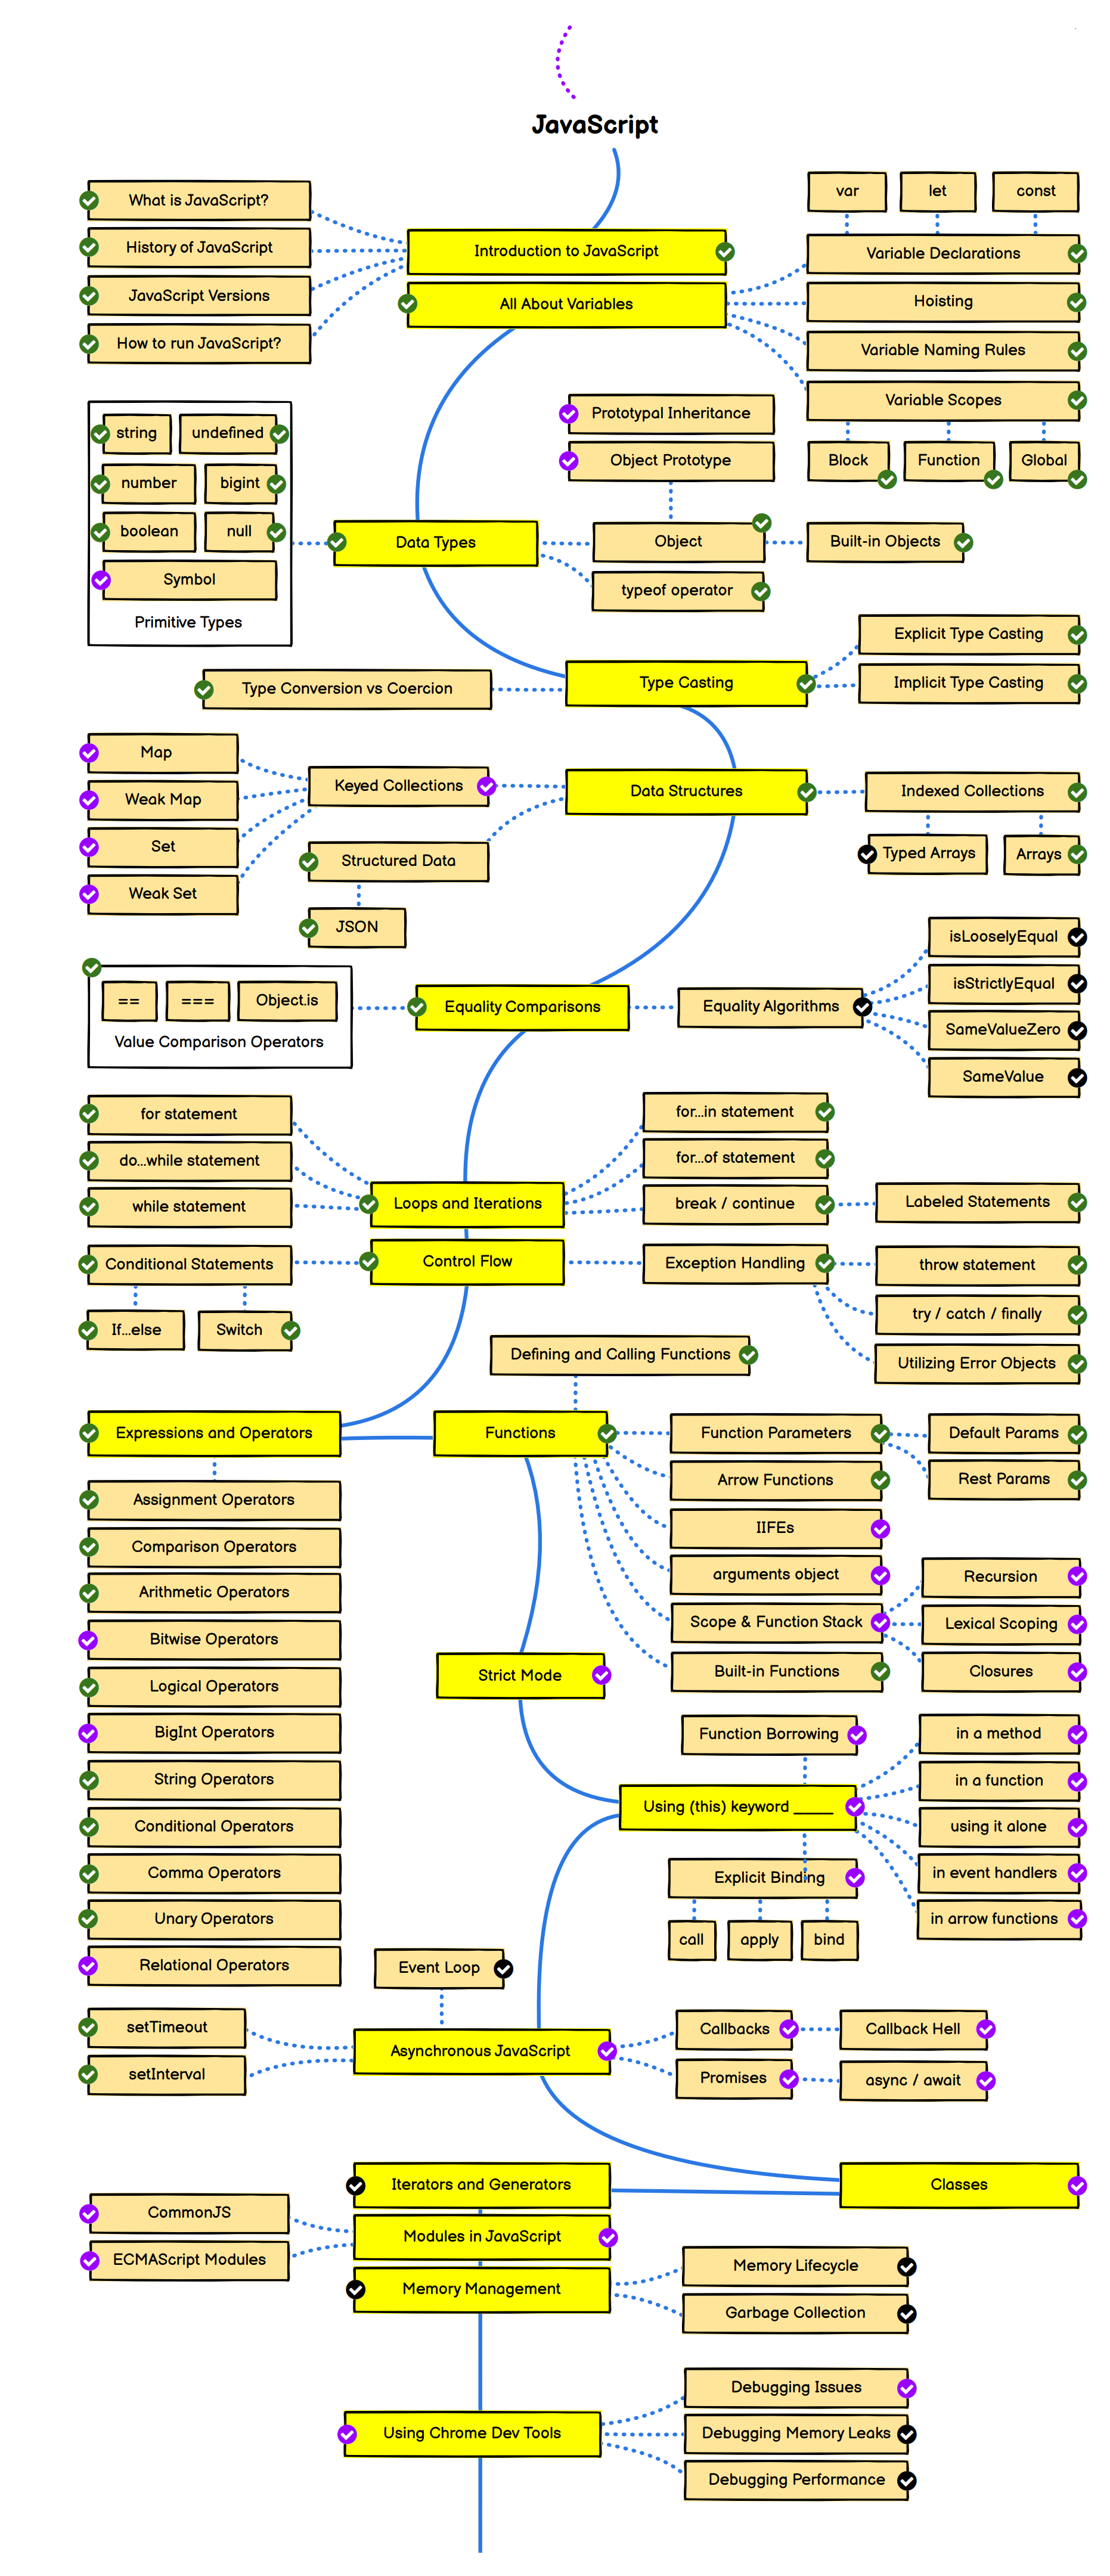 JavaScript
What is JavaScript?
History of JavaScript
JavaScript Versions
How to run JavaScript?
Introduction to JavaScript
All About Variables
var
let
const
Variable Declarations
Hoisting
Variable Naming Rules
Variable Scopes
Block
Function
Global
string
undefined
number
bigint
boolean
null
Symbol
Primitive Types
Data Types
Prototypal Inheritance
Object Prototype
Object
Built-in Objects
typeof operator
Type Conversion vs Coercion
Type Casting
Explicit Type Casting
Implicit Type Casting
Map
Weak Map
Set
Weak Set
Keyed Collections
Structured Data
JSON
Data Structures
Indexed Collections
Typed Arrays
Arrays
==
===
Object.is
Value Comparison Operators
Equality Comparisons
Equality Algorithms
isLooselyEqual
isStrictlyEqual
SameValueZero
SameValue
for statement
do...while statement
while statement
Loops and Iterations
for...in statement
for...of statement
break / continue
Labeled Statements
Conditional Statements
If...else
Switch
Control Flow
Exception Handling
throw statement
try / catch / finally
Utilizing Error Objects
Defining and Calling Functions
Expressions and Operators
Functions
Function Parameters
Default Params
Rest Params
Arrow Functions
IIFEs
arguments object
Scope & Function Stack
Recursion
Lexical Scoping
Closures
Built-in Functions
Assignment Operators
Comparison Operators
Arithmetic Operators
Bitwise Operators
Logical Operators
BigInt Operators
String Operators
Conditional Operators
Comma Operators
Unary Operators
Relational Operators
Strict Mode
Function Borrowing
Using (this) keyword _____
in a method
in a function
using it alone
in event handlers
in arrow functions
Explicit Binding
call
apply
bind
Event Loop
setTimeout
setInterval
Asynchronous JavaScript
Callbacks
Callback Hell
Promises
async / await
Iterators and Generators
Classes
CommonJS
ECMAScript Modules
Modules in JavaScript
Memory Management
Memory Lifecycle
Garbage Collection
Using Chrome Dev Tools
Debugging Issues
Debugging Memory Leaks
Debugging Performance